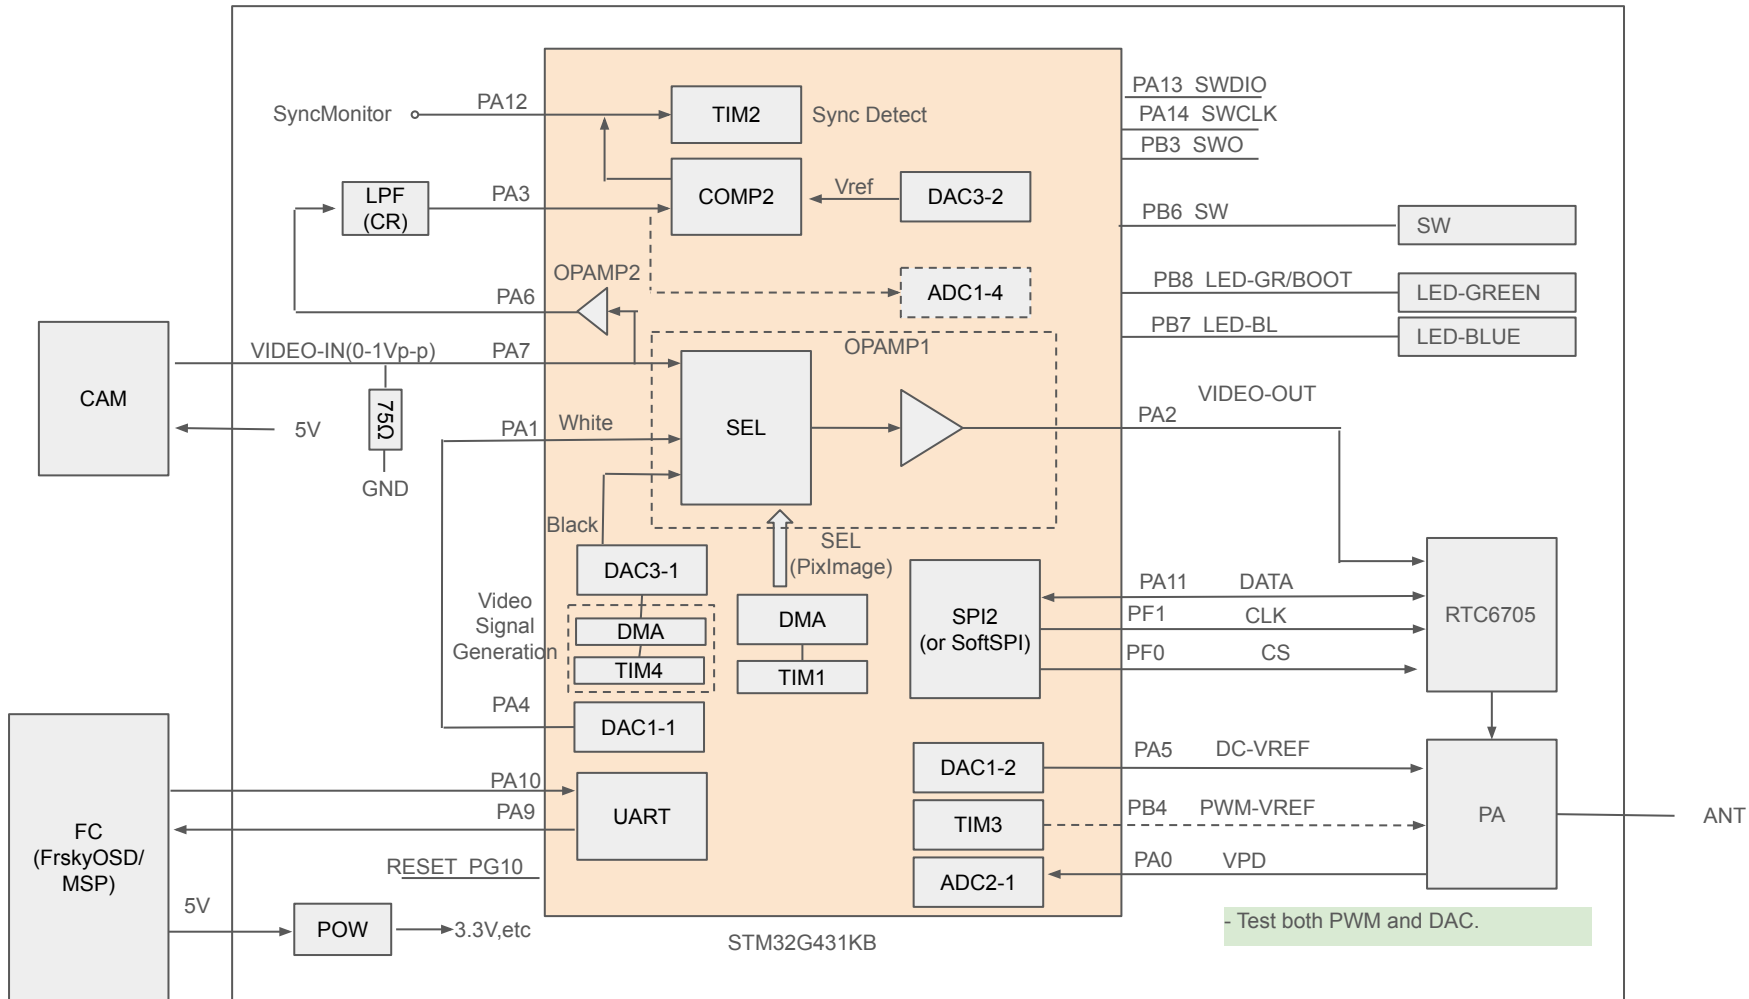 SyncMonitor
PA12
TIM2
Sync Detect
PA13 SWDIO
PA14 SWCLK
PB3 SWO
LPF
(CR)
PA3
COMP2
Vref
DAC3-2
PB6 SW
SW
OPAMP2
PA6
ADC1-4
PB8 LED-GR/BOOT
LED-GREEN
PB7 LED-BL
LED-BLUE
CAM
VIDEO-IN(0-1Vp-p)
PA7
OPAMP1
5V
75Ω
GND
PA1
White
SEL
PA2
VIDEO-OUT
Black
SEL
(PixImage)
DAC3-1
Video
Signal
Generation
DMA
TIM4
DMA
TIM1
SPI2
(or SoftSPI)
PA11 DATA
PF1 CLK
PF0 CS
RTC6705
PA4
DAC1-1
DAC1-2
PA5 DC-VREF
TIM3
PB4 PWM-VREF
ADC2-1
PA0 VPD
PA
ANT
FC
(FrskyOSD/
MSP)
PA10
PA9
UART
RESET PG10
5V
POW
3.3V,etc
STM32G431KB
- Test both PWM and DAC.